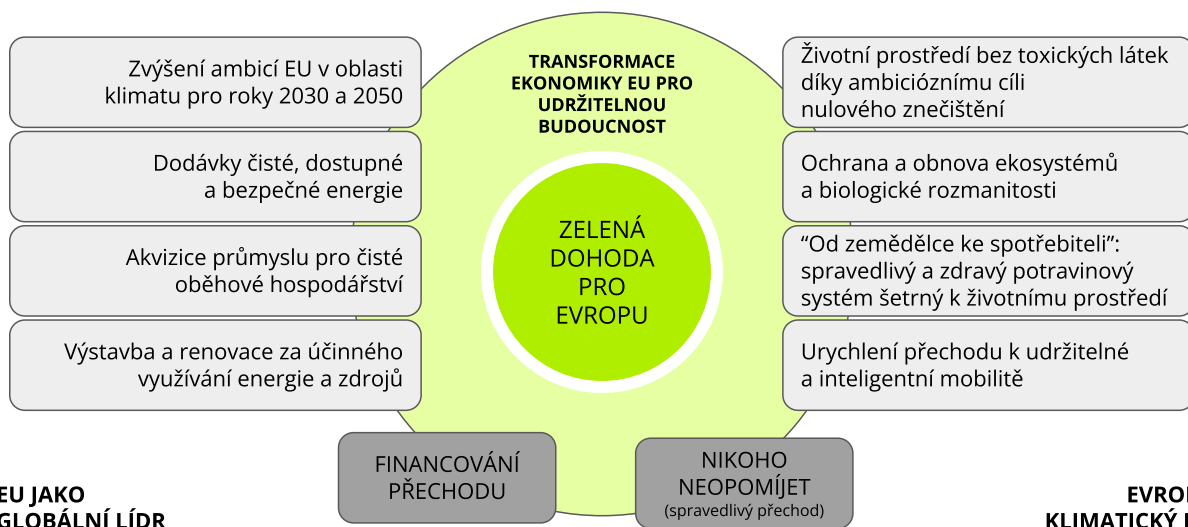 TRANSFORMACE
EKONOMIKY EU PRO
UDRŽITELNOU
BUDOUCNOST
Zvýšení ambicí EU v oblasti
klimatu pro roky 2030 a 2050
Dodávky čisté, dostupné
a bezpečné energie
Akvizice průmyslu pro čisté
oběhové hospodářství
Výstavba a renovace za účinného
využívání energie a zdrojů
ZELENÁ
DOHODA
PRO
EVROPU
Životní prostředí bez toxických látek
díky ambicióznímu cíli
nulového znečištění
Ochrana a obnova ekosystémů
a biologické rozmanitosti
“Od zemědělce ke spotřebiteli”:
spravedlivý a zdravý potravinový
systém šetrný k životnímu prostředí
Urychlení přechodu k udržitelné
a inteligentní mobilitě
FINANCOVÁNÍ
PŘECHODU
NIKOHO
NEOPOMÍJET
(spravedlivý přechod)
EU JAKO
GLOBÁLNÍ LÍDR
KLIMATICKÝ